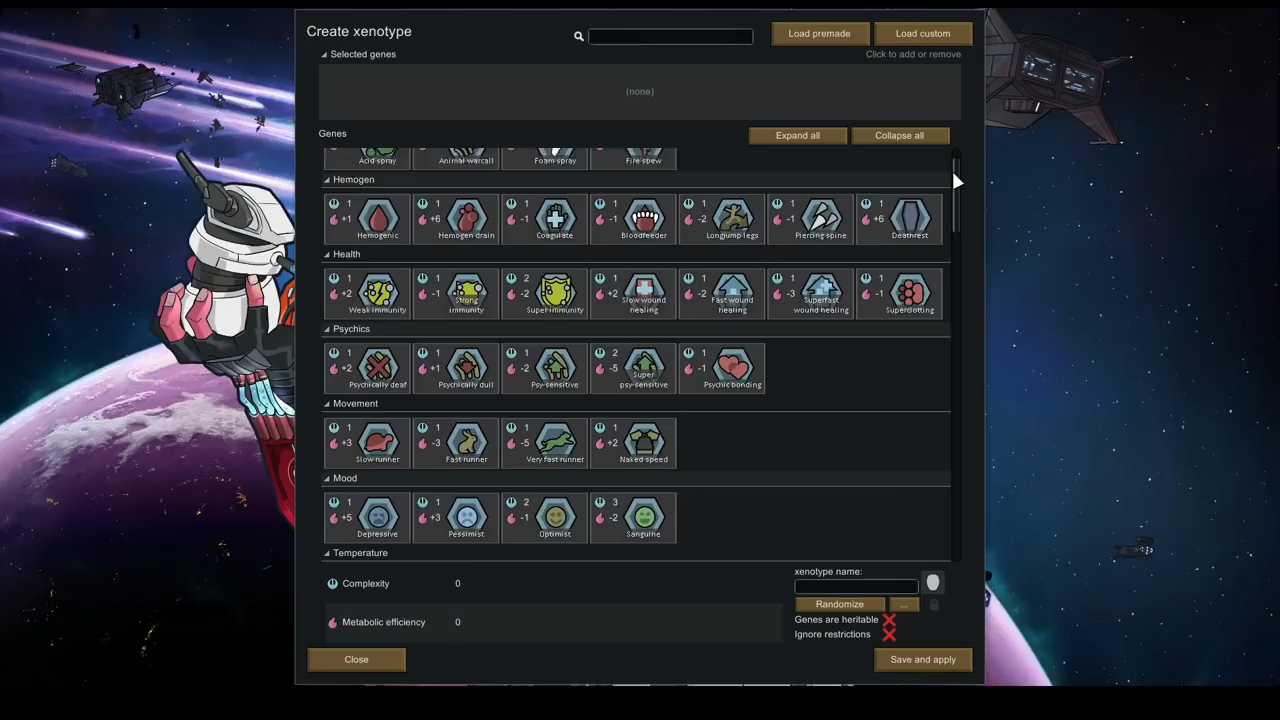 Create xenotype
Load premade
Load custom
Selected genes
Click to add or remove
(none)
Genes
Expand all
Collapse all
Acid spray
Animal warcall
Foam spray
Fire spew
Hemogen
1 1 1 1 1 1 1
+1 +6 -1 -1 -2 -1 +6
Hemogenic
Hemogen drain
Coagulate
Bloodfeeder
Longjump legs
Piercing spine
Deathrest
Health
1 1 2 1 1 1 1
+2 -1 -2 +2 -2 -3 -1
Weak immunity
Strong immunity
Super immunity
Slow wound healing
Fast wound healing
Superfast wound healing
Superclotting
Psychics
1 1 1 2 1
+2 +1 -2 -5 -1
Psychically deaf
Psychically dull
Psy-sensitive
Super psy-sensitive
Psychic bonding
Movement
1 1 1 1
+3 -3 -5 +2
Slow runner
Fast runner
Very fast runner
Naked speed
Mood
1 1 2 3
+5 +3 -1 -2
Depressive
Pessimist
Optimist
Sanguine
Temperature
Complexity 0
Metabolic efficiency 0
xenotype name:
Randomize
...
Genes are heritable
Ignore restrictions
Close
Save and apply